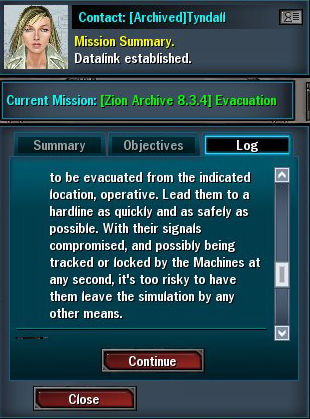 Contact: [Archived]Tyndall
Mission Summary.
Datalink established.
Current Mission: [Zion Archive 8.3.4] Evacuation
Summary
Objectives
Log
to be evacuated from the indicated
location, operative. Lead them to a
hardline as quickly and as safely as
possible. With their signals
compromised, and possibly being
tracked or locked by the Machines at
any second, it's too risky to have
them leave the simulation by any
other means.
Continue
Close